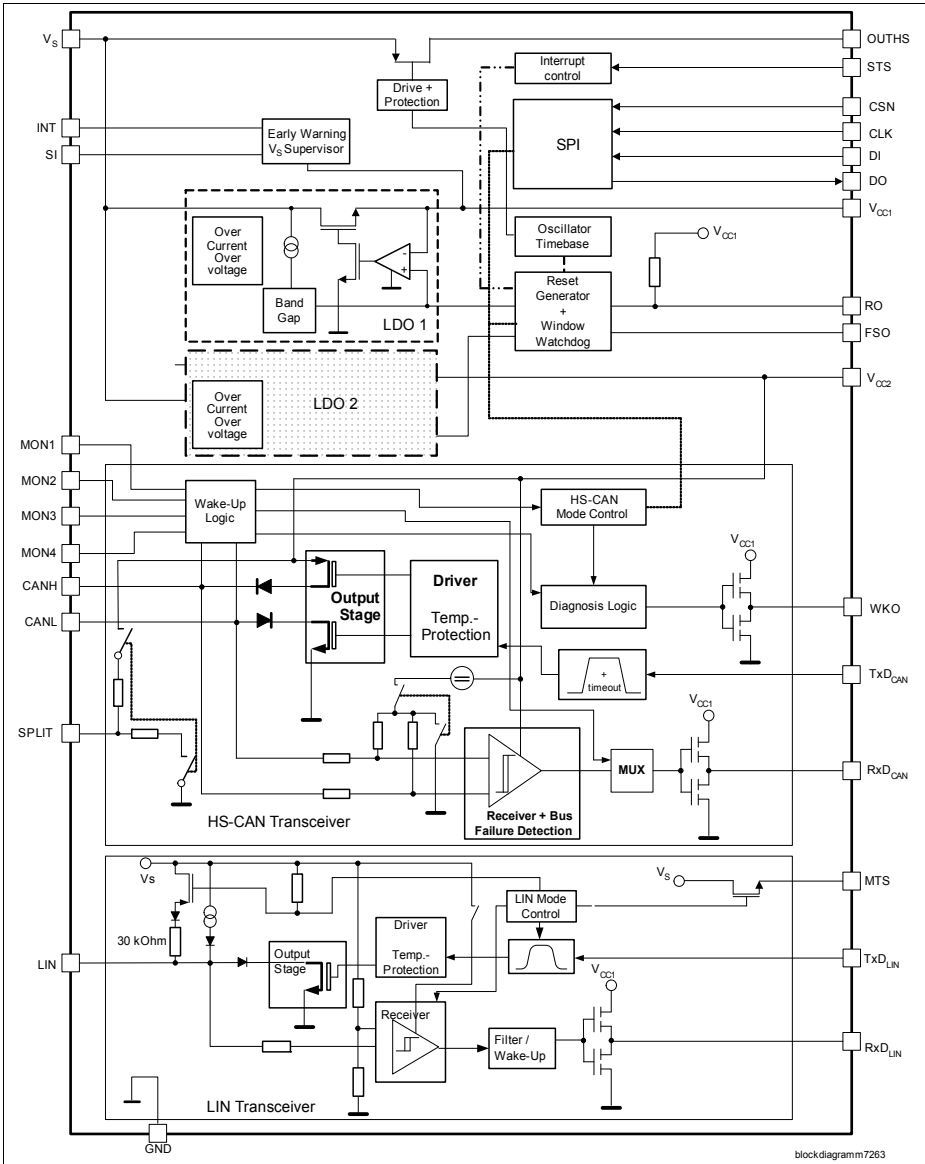 VS
OUTHS
STS
Interrupt
control
Drive +
Protection
CSN
CLK
DI
DO
SPI
INT
SI
Early Warning
VS Supervisor
VCC1
Over
Current
Over
voltage
Band
Gap
-
+
LDO 1
Oscillator
Timebase
VCC1
Reset
Generator
+
Window
Watchdog
RO
FSO
VCC2
Over
Current
Over
voltage
LDO 2
MON1
MON2
MON3
MON4
CANH
CANL
Wake-Up
Logic
HS-CAN
Mode Control
VCC1
Output
Stage
Driver
Temp.-
Protection
Diagnosis Logic
WKO
+
timeout
TxDCAN
SPLIT
VCC1
MUX
RxDCAN
Receiver + Bus
Failure Detection
HS-CAN Transceiver
Vs
VS
MTS
LIN Mode
Control
30 kOhm
LIN
Output
Stage
Driver
Temp.-
Protection
TxDLIN
VCC1
Receiver
Filter /
Wake-Up
RxDLIN
LIN Transceiver
GND
blockdiagramm7263